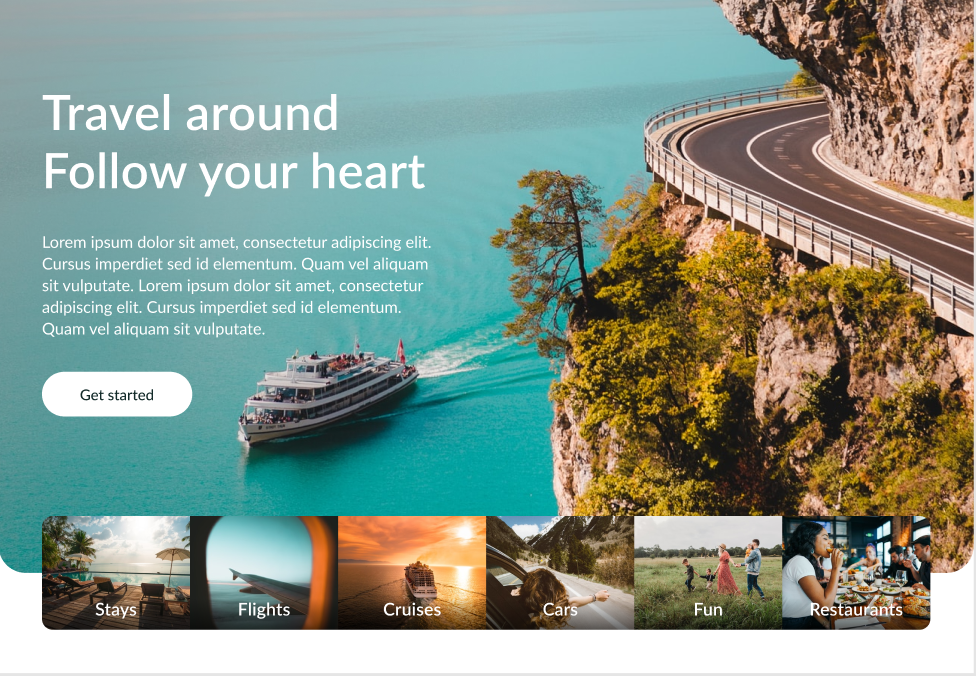 Travel around
Follow your heart
Lorem ipsum dolor sit amet, consectetur adipiscing elit.
Cursus imperdiet sed id elementum. Quam vel aliquam
sit vulputate. Lorem ipsum dolor sit amet, consectetur
adipiscing elit. Cursus imperdiet sed id elementum.
Quam vel aliquam sit vulputate.
Get started
Stays
Flights
Cruises
Cars
Fun
Restaurants